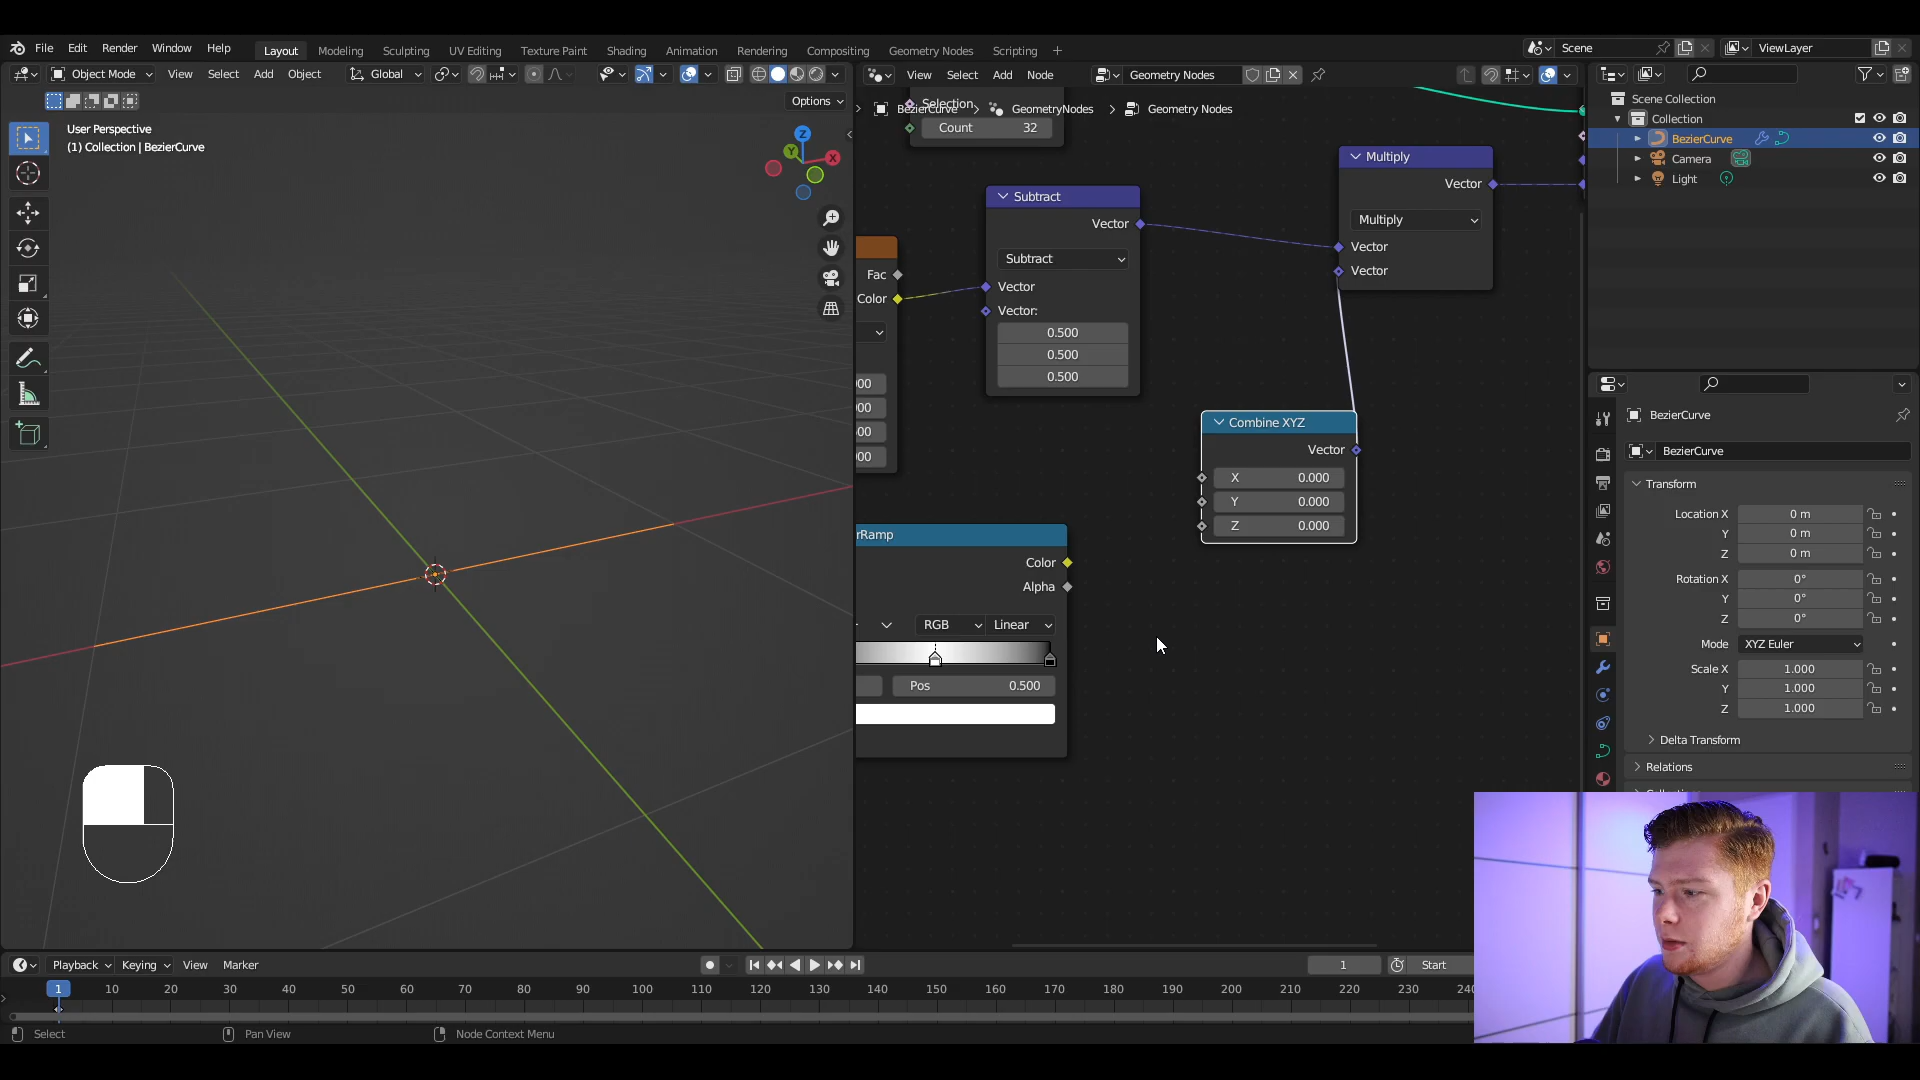 File Edit Render Window Help
Layout Modeling Sculpting UV Editing Texture Paint Shading Animation Rendering Compositing Geometry Nodes Scripting +
Scene
ViewLayer
Object Mode View Select Add Object Global
View Select Add Node Geometry Nodes
Options
User Perspective
(1) Collection | BezierCurve
Z
Y
X
Selection
BezierCurve > GeometryNodes > Geometry Nodes
Count 32
Subtract
Vector
Subtract
Vector
Vector:
0.500
0.500
0.500
Fac
Color
00
00
00
00
Multiply
Vector
Multiply
Vector
Vector
Combine XYZ
Vector
X 0.000
Y 0.000
Z 0.000
rRamp
Color
Alpha
RGB Linear
Pos 0.500
Scene Collection
Collection
BezierCurve
Camera
Light
BezierCurve
BezierCurve
Transform
Location X 0 m
Y 0 m
Z 0 m
Rotation X 0°
Y 0°
Z 0°
Mode XYZ Euler
Scale X 1.000
Y 1.000
Z 1.000
Delta Transform
Relations
Playback Keying View Marker
1 Start
1 10 20 30 40 50 60 70 80 90 100 110 120 130 140 150 160 170 180 190 200 210 220 230 240
Select Pan View Node Context Menu